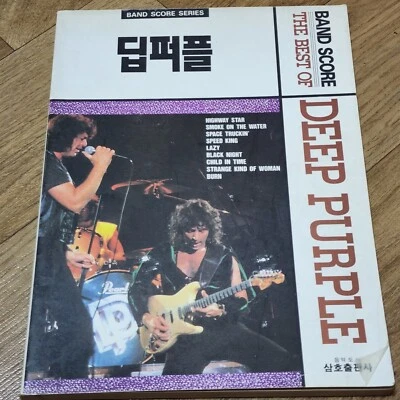 BAND SCORE SERIES
딥퍼플
BAND SCORE
THE BEST OF
DEEP PURPLE
HIGHWAY STAR
SMOKE ON THE WATER
SPACE TRUCKIN'
SPEED KING
LAZY
BLACK NIGHT
CHILD IN TIME
STRANGE KIND OF WOMAN
BURN
삼호출판사